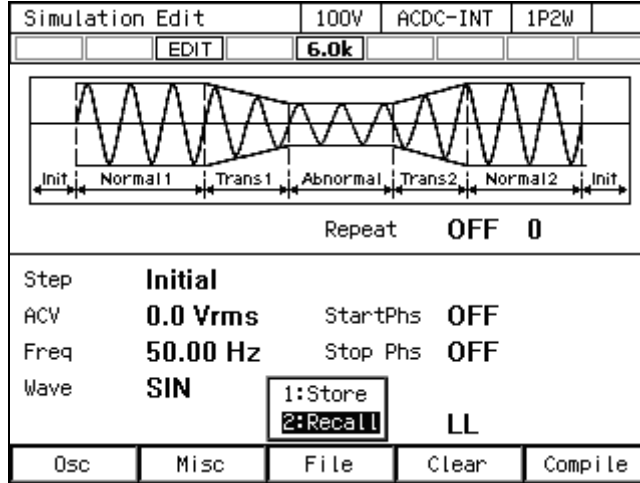 Simulation Edit 100V ACDC-INT 1P2W
EDIT 6.0k
Init Normal1 Trans1 Abnormal Trans2 Normal2 Init
Repeat OFF 0
Step Initial
ACV 0.0 Vrms StartPhs OFF
Freq 50.00 Hz Stop Phs OFF
Wave SIN
1:Store
2:Recall LL
Osc Misc File Clear Compile